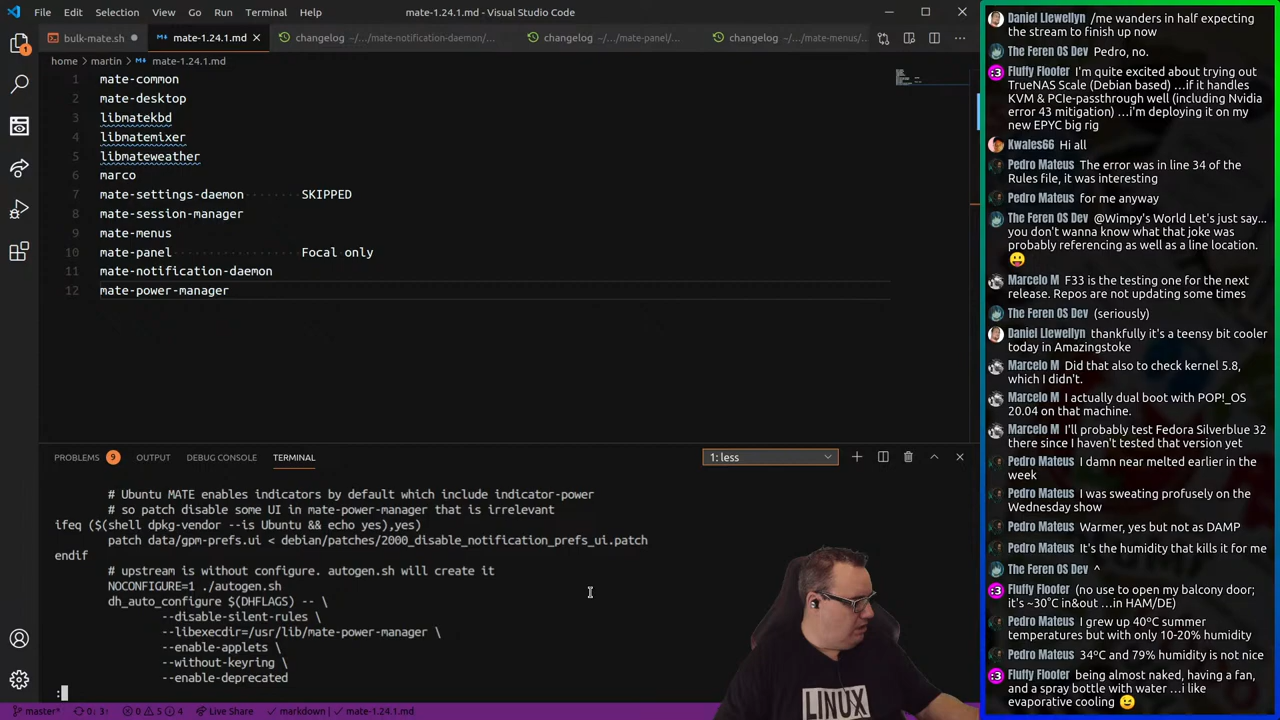 File Edit Selection View Go Run Terminal Help
mate-1.24.1.md - Visual Studio Code
bulk-mate.sh
mate-1.24.1.md
changelog ~/.../mate-notification-daemon/...
changelog ~/.../mate-panel/...
changelog ~/.../mate-menus/...
home > martin > mate-1.24.1.md
1 mate-common
2 mate-desktop
3 libmatekbd
4 libmatemixer
5 libmateweather
6 marco
7 mate-settings-daemon SKIPPED
8 mate-session-manager
9 mate-menus
10 mate-panel Focal only
11 mate-notification-daemon
12 mate-power-manager
PROBLEMS 9 OUTPUT DEBUG CONSOLE TERMINAL
1: less
# Ubuntu MATE enables indicators by default which include indicator-power
# so patch disable some UI in mate-power-manager that is irrelevant
ifeq ($(shell dpkg-vendor --is Ubuntu && echo yes),yes)
patch data/gpm-prefs.ui < debian/patches/2000_disable_notification_prefs_ui.patch
endif
# upstream is without configure. autogen.sh will create it
NOCONFIGURE=1 ./autogen.sh
dh_auto_configure $(DHFLAGS) -- \
--disable-silent-rules \
--libexecdir=/usr/lib/mate-power-manager \
--enable-applets \
--without-keyring \
--enable-deprecated
:
master* 0↓ 3↑ 0 5 4 Live Share markdown | mate-1.24.1.md
LINUX
Daniel Llewellyn /me wanders in half expecting
the stream to finish up now
The Feren OS Dev Pedro, no.
Fluffy Floofer I'm quite excited about trying out
TrueNAS Scale (Debian based) ...if it handles
KVM & PCIe-passthrough well (including Nvidia
error 43 mitigation) ...i'm deploying it on my
new EPYC big rig
Kwales66 Hi all
Pedro Mateus The error was in line 34 of the
Rules file, it was interesting
Pedro Mateus for me anyway
The Feren OS Dev @Wimpy's World Let's just say...
you don't wanna know what that joke was
probably referencing as well as a line location.
😛
Marcelo M F33 is the testing one for the next
release. Repos are not updating some times
The Feren OS Dev (seriously)
Daniel Llewellyn thankfully it's a teensy bit cooler
today in Amazingstoke
Marcelo M Did that also to check kernel 5.8,
which I didn't.
Marcelo M I actually dual boot with POP!_OS
20.04 on that machine.
Marcelo M I'll probably test Fedora Silverblue 32
there since I haven't tested that version yet
Pedro Mateus I damn near melted earlier in the
week
Pedro Mateus I was sweating profusely on the
Wednesday show
Pedro Mateus Warmer, yes but not as DAMP
Pedro Mateus It's the humidity that kills it for me
The Feren OS Dev ^
Fluffy Floofer (no use to open my balcony door;
it's ~30°C in&out ...in HAM/DE)
Pedro Mateus I grew up 40℃ summer
temperatures but with only 10-20% humidity
Pedro Mateus 34ºC and 79% humidity is not nice
Fluffy Floofer being almost naked, having a fan,
and a spray bottle with water ...i like
evaporative cooling 😉